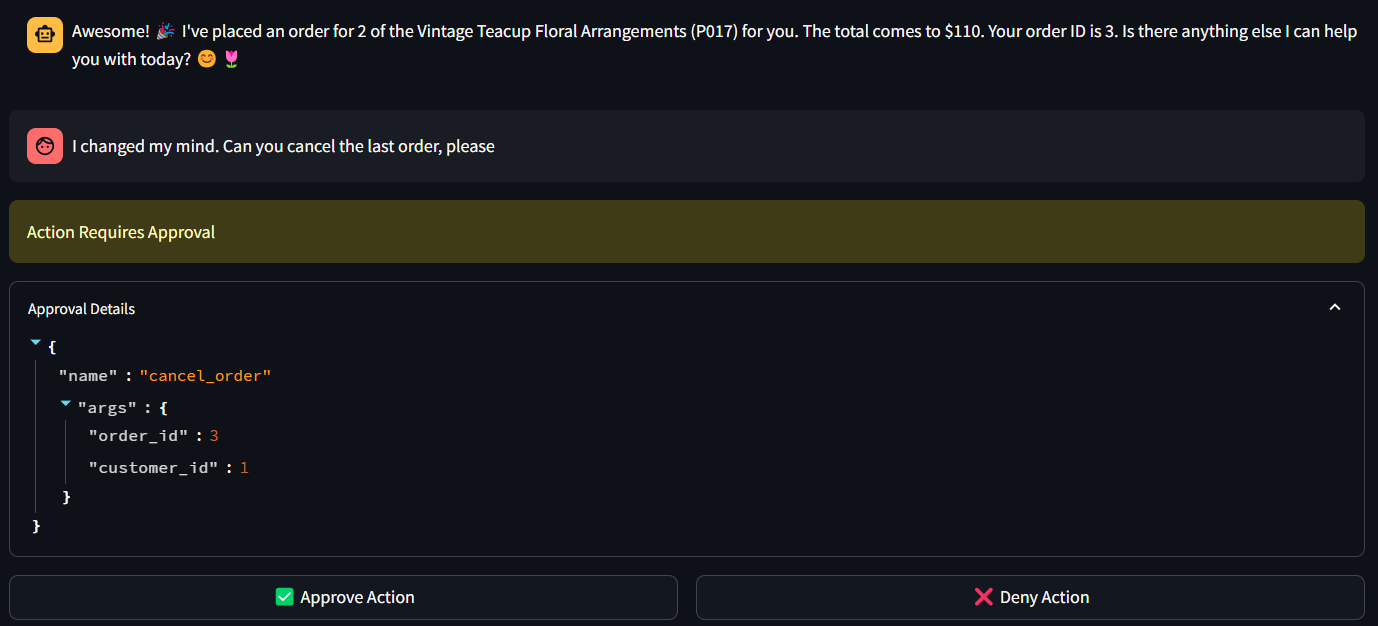 Awesome! 🎉 I've placed an order for 2 of the Vintage Teacup Floral Arrangements (P017) for you. The total comes to $110. Your order ID is 3. Is there anything else I can help
you with today? 😊 🌷
I changed my mind. Can you cancel the last order, please
Action Requires Approval
Approval Details
{
"name" : "cancel_order"
"args" : {
"order_id" : 3
"customer_id" : 1
}
}
✅ Approve Action
❌ Deny Action